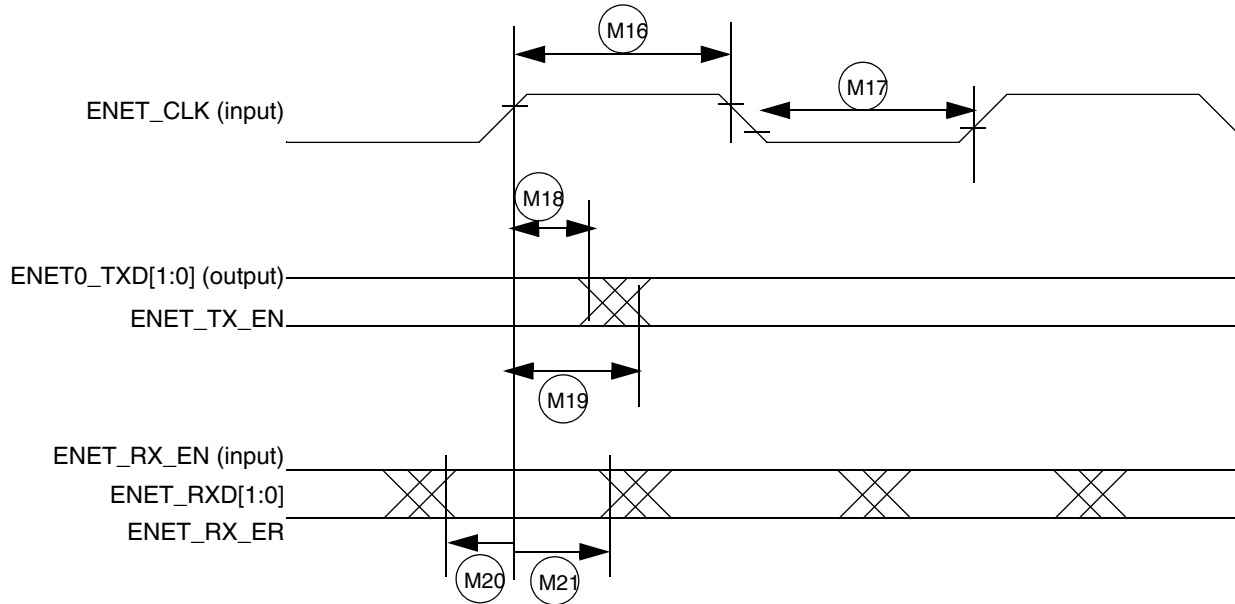 M16
ENET_CLK (input)
M17
M18
ENET0_TXD[1:0] (output)
ENET_TX_EN
M19
ENET_RX_EN (input)
ENET_RXD[1:0]
ENET_RX_ER
M20
M21